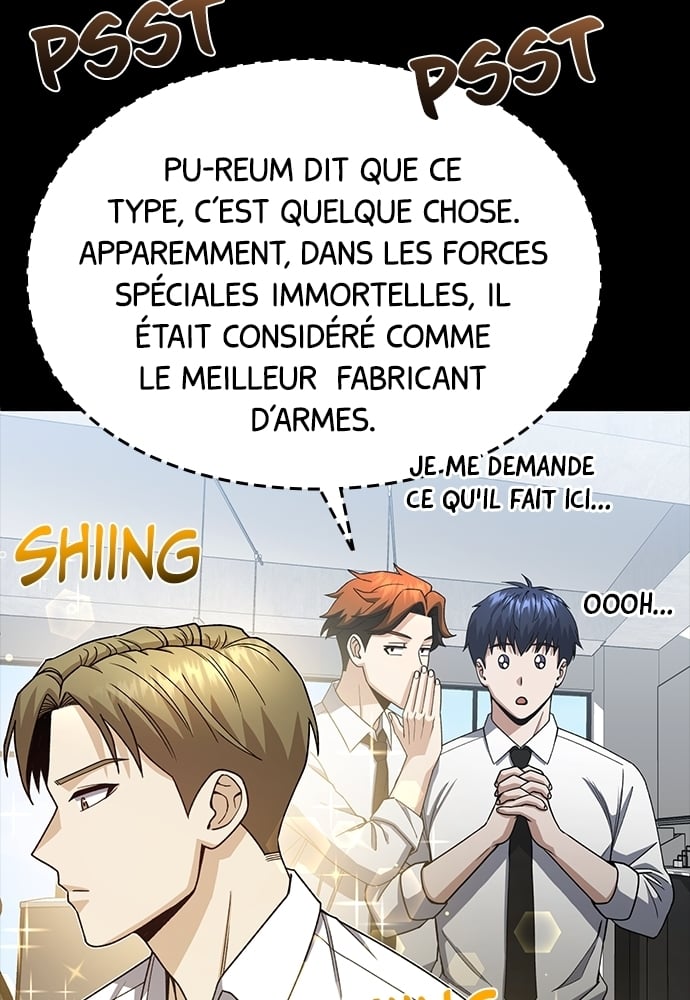 PSST
PSST
PU-REUM DIT QUE CE
TYPE, C'EST QUELQUE CHOSE.
APPAREMMENT, DANS LES FORCES
SPÉCIALES IMMORTELLES, IL
ÉTAIT CONSIDÉRÉ COMME
LE MEILLEUR FABRICANT
D'ARMES.
JE ME DEMANDE
CE QU'IL FAIT ICI...
SHIING
OOOH...